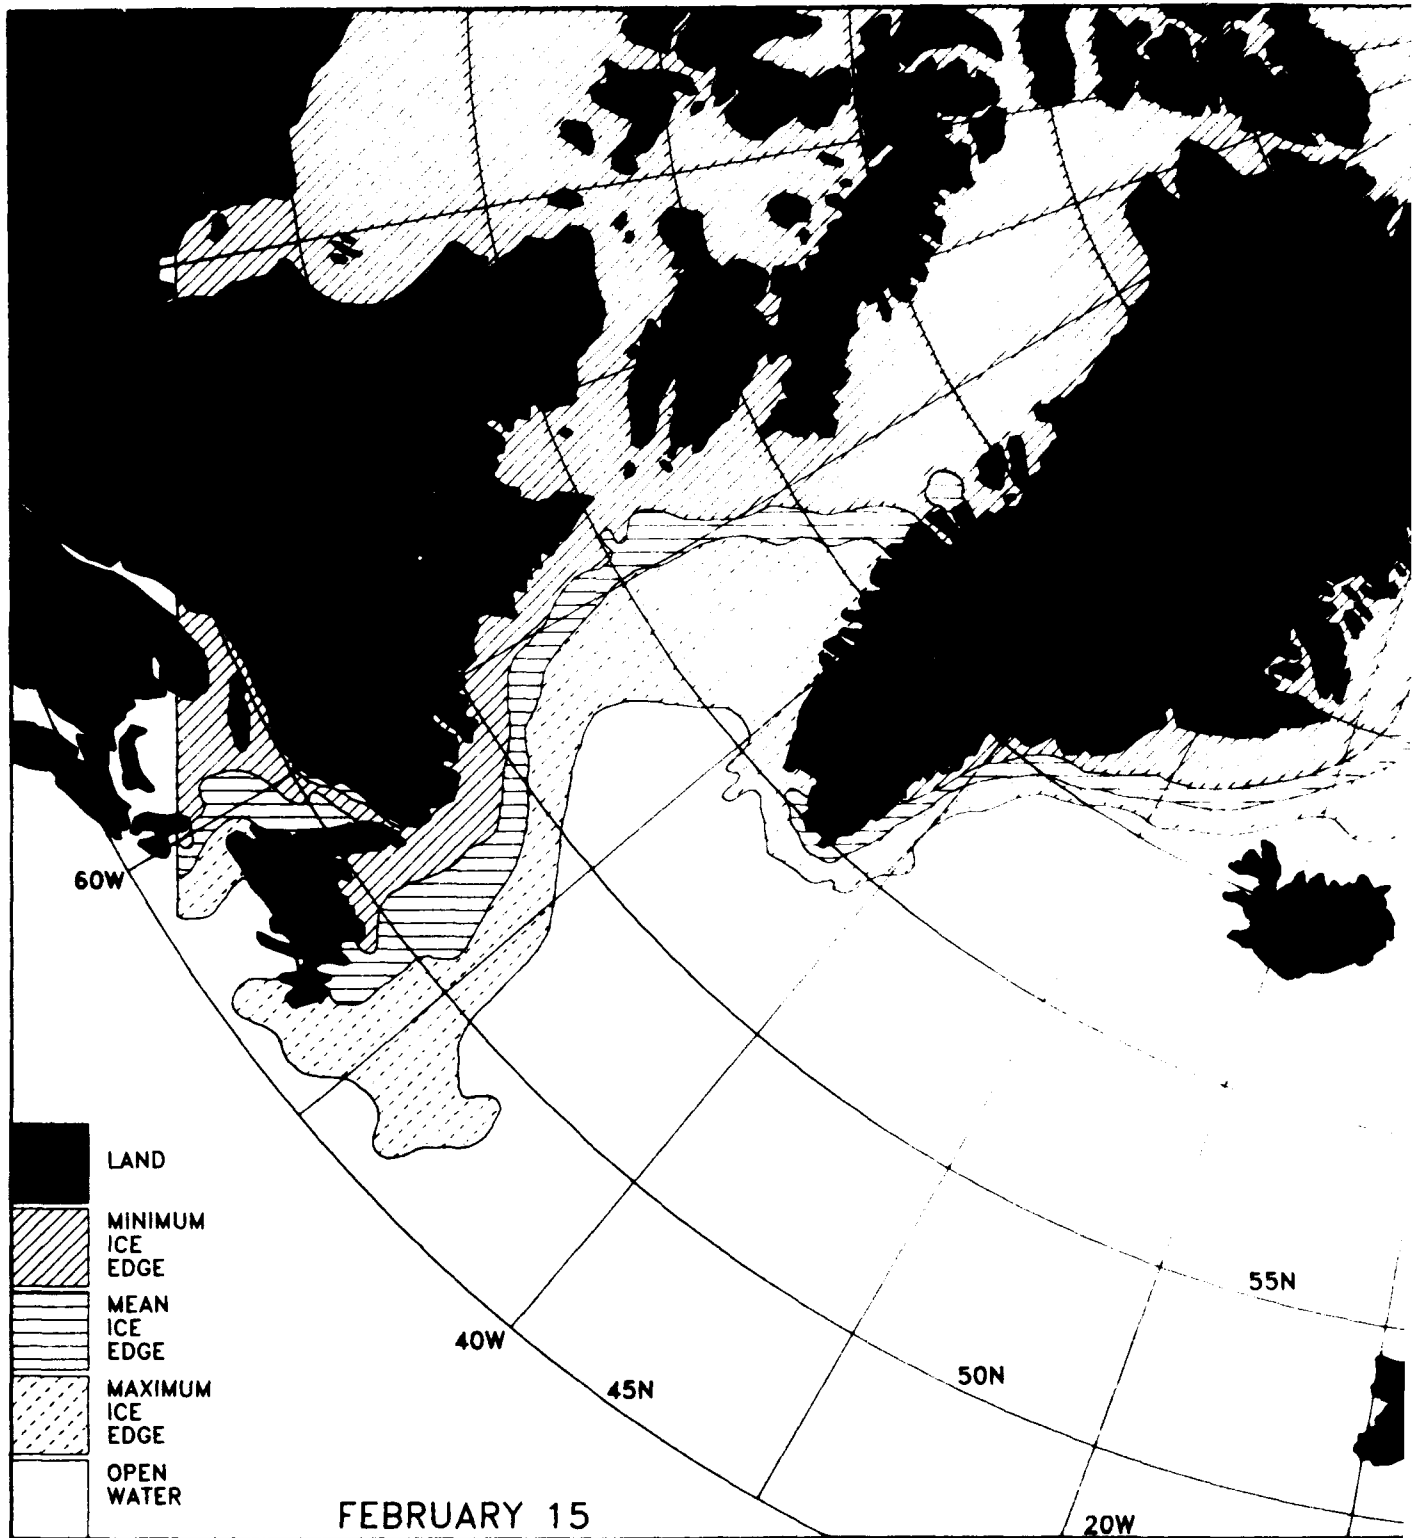 60W
LAND
MINIMUM
ICE
EDGE
MEAN
ICE
EDGE
MAXIMUM
ICE
EDGE
OPEN
WATER
40W
45N
50N
55N
20W
FEBRUARY 15